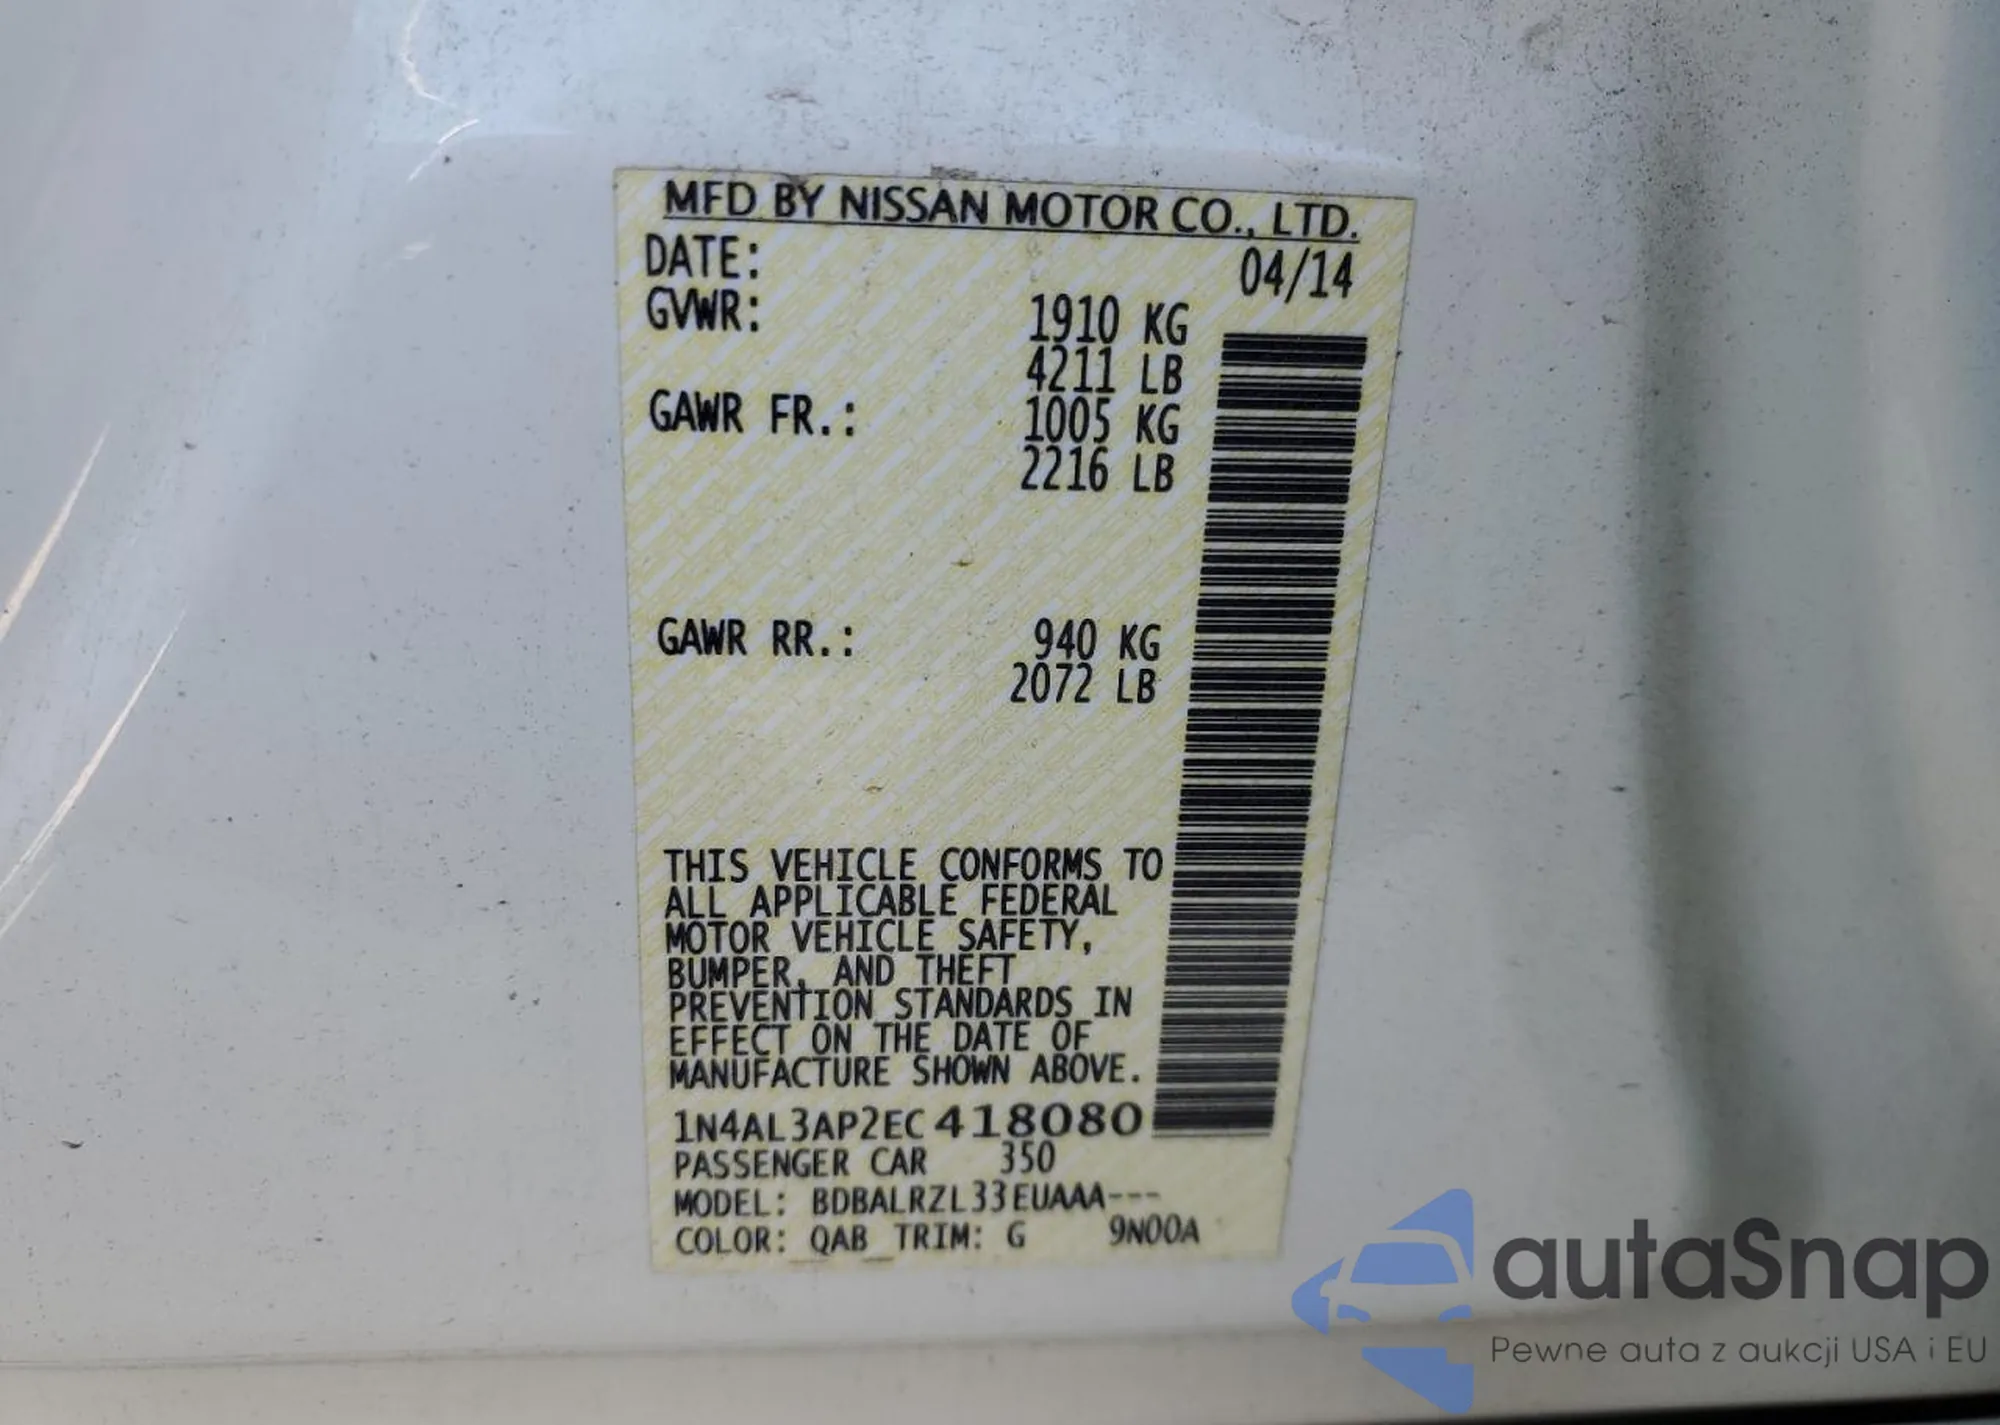 MFD BY NISSAN MOTOR CO., LTD.
DATE: 04/14
GVWR: 1910 KG
4211 LB
GAWR FR.: 1005 KG
2216 LB
GAWR RR.: 940 KG
2072 LB
THIS VEHICLE CONFORMS TO
ALL APPLICABLE FEDERAL
MOTOR VEHICLE SAFETY,
BUMPER, AND THEFT
PREVENTION STANDARDS IN
EFFECT ON THE DATE OF
MANUFACTURE SHOWN ABOVE.
1N4AL3AP2EC418080
PASSENGER CAR 350
MODEL: BDBALRZL33EUAAA---
COLOR: QAB TRIM: G 9N00A
autaSnap
Pewne auta z aukcji USA i EU